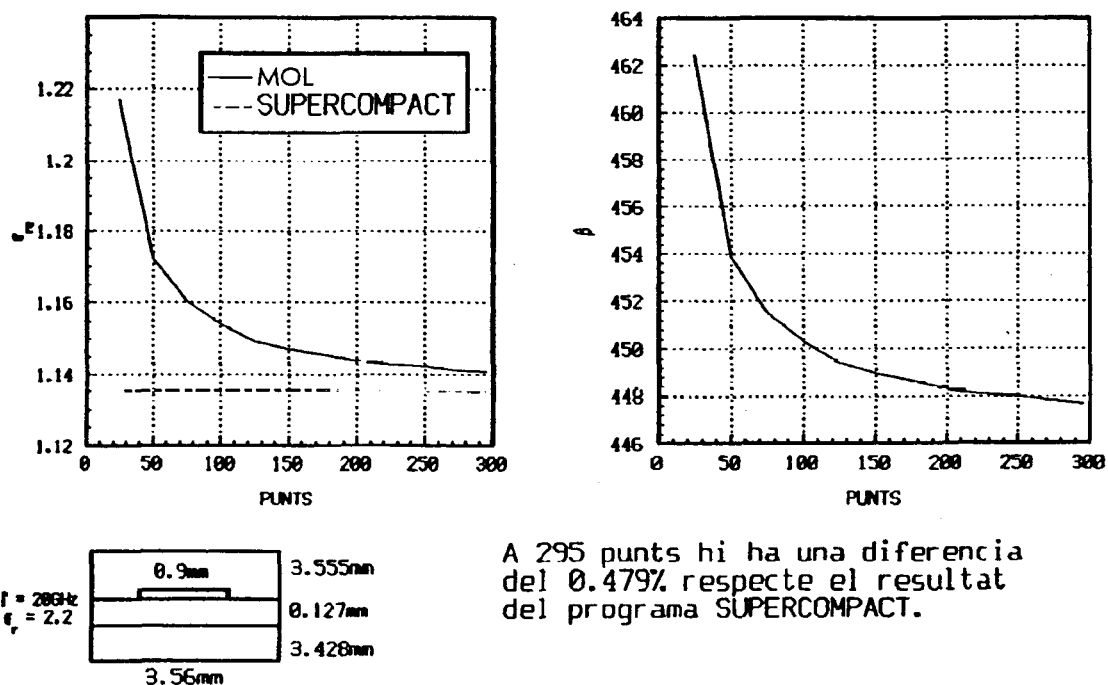 1.22
1.2
1.18
1.16
1.14
1.12
MOL
SUPERCOMPACT
0 50 100 150 200 250 300
PUNTS
464
462
460
458
456
454
452
450
448
446
β
0 50 100 150 200 250 300
PUNTS
0.9mm
3.555mm
0.127mm
3.428mm
3.56mm
= 20GHz
ε_r = 2.2
A 295 punts hi ha una diferencia
del 0.479% respecte el resultat
del programa SUPERCOMPACT.